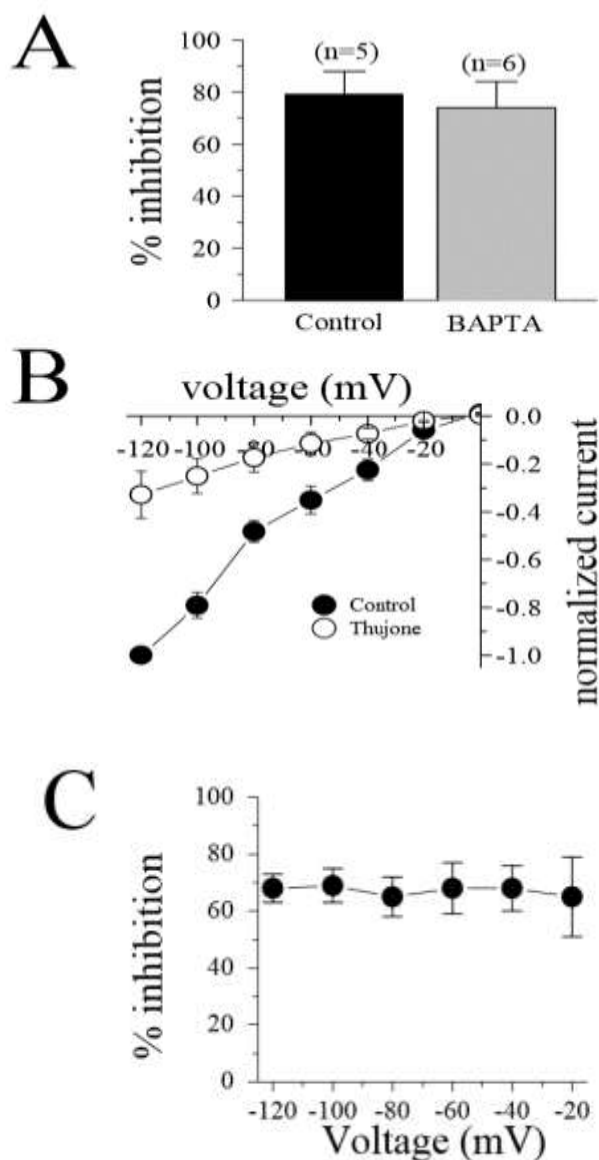 A
100
80
60
40
20
0
% inhibition
(n=5)
(n=6)
Control
BAPTA
B
voltage (mV)
-120 -100 -80 -60 -40 -20
0.0
-0.2
-0.4
-0.6
-0.8
-1.0
normalized current
Control
Thujone
C
100
80
60
40
20
0
% inhibition
-120 -100 -80 -60 -40 -20
Voltage (mV)